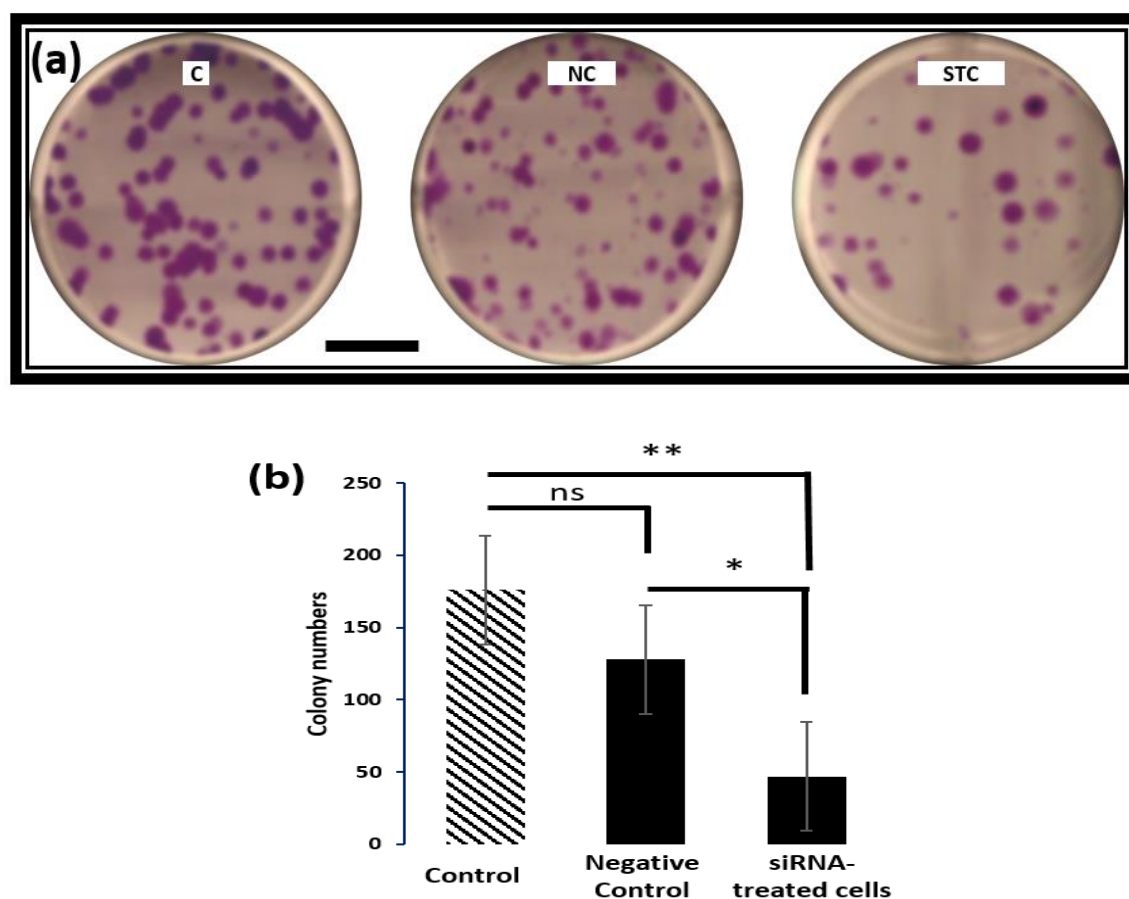 (a)
C
NC
STC
(b)
**
ns
*
250
200
150
100
50
0
Colony numbers
Control
Negative
Control
siRNA-
treated cells